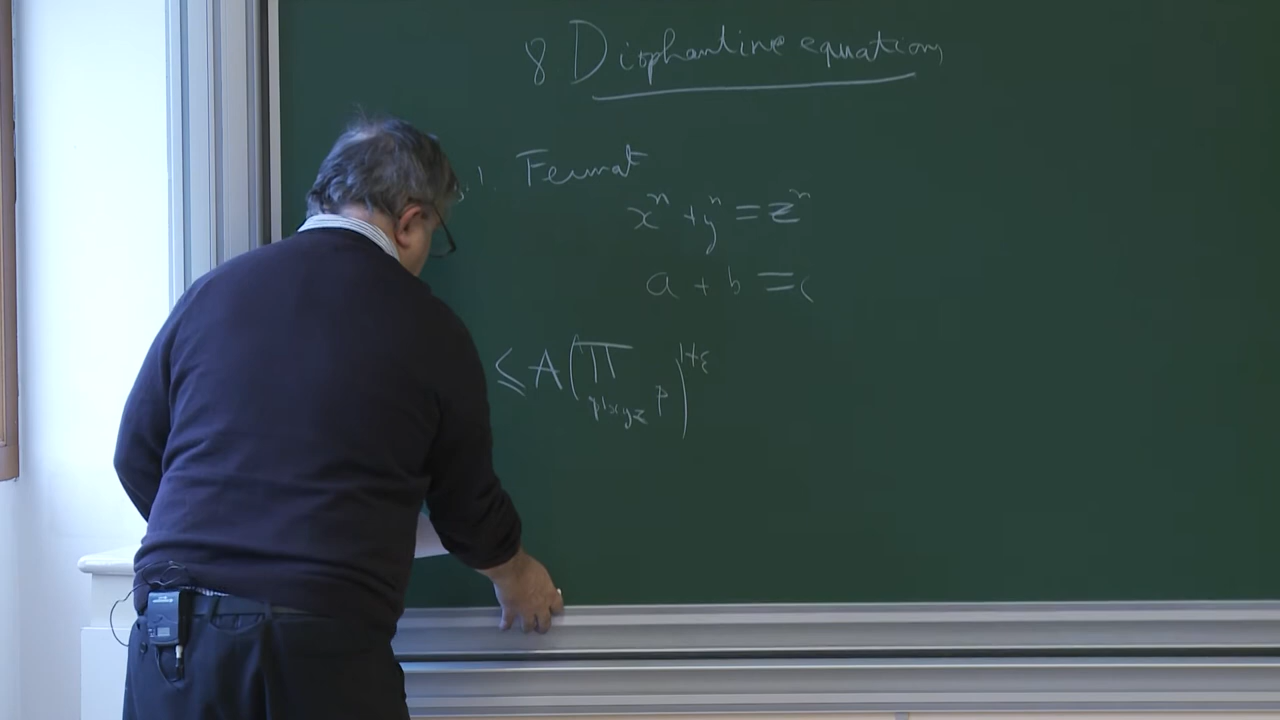 8 Diophantine equations
.1. Fermat
xⁿ + yⁿ = zⁿ
a + b = c
≤ A(∏_{p|xyz} p)^{1+ε}